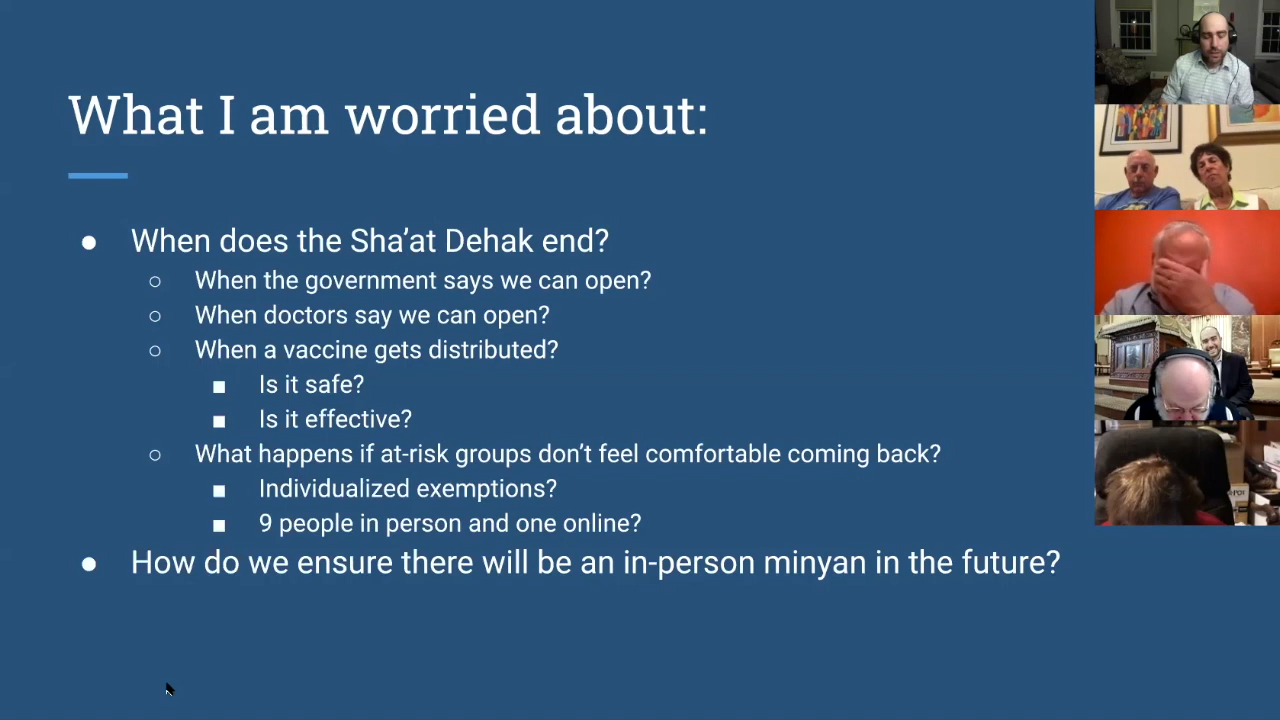 What I am worried about:
● When does the Sha’at Dehak end?
○ When the government says we can open?
○ When doctors say we can open?
○ When a vaccine gets distributed?
■ Is it safe?
■ Is it effective?
○ What happens if at-risk groups don’t feel comfortable coming back?
■ Individualized exemptions?
■ 9 people in person and one online?
● How do we ensure there will be an in-person minyan in the future?